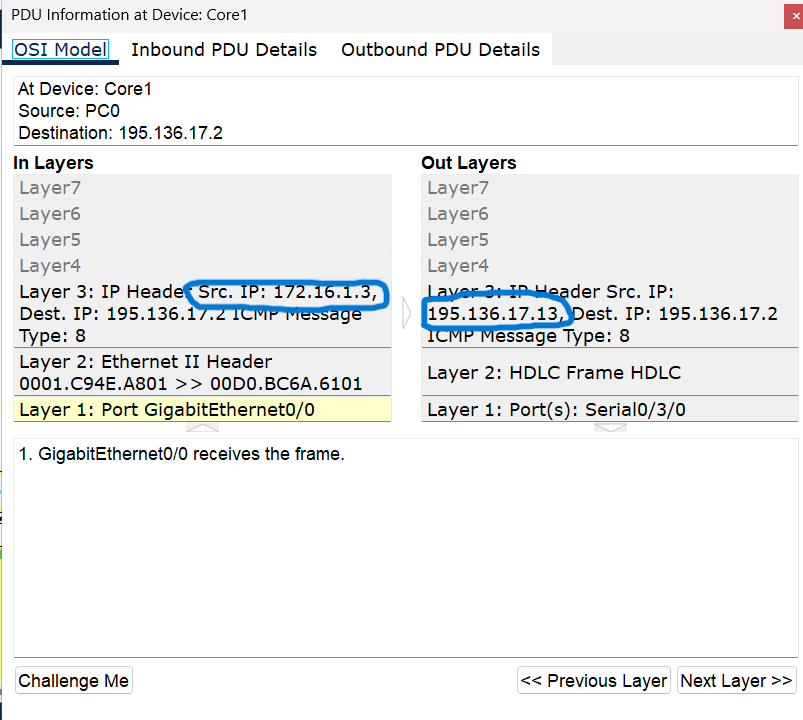 PDU Information at Device: Core1
×
OSI Model Inbound PDU Details Outbound PDU Details
At Device: Core1
Source: PC0
Destination: 195.136.17.2
In Layers
Layer7
Layer6
Layer5
Layer4
Layer 3: IP Header Src. IP: 172.16.1.3,
Dest. IP: 195.136.17.2 ICMP Message
Type: 8
Layer 2: Ethernet II Header
0001.C94E.A801 >> 00D0.BC6A.6101
Layer 1: Port GigabitEthernet0/0
Out Layers
Layer7
Layer6
Layer5
Layer4
Layer 3: IP Header Src. IP:
195.136.17.13, Dest. IP: 195.136.17.2
ICMP Message Type: 8
Layer 2: HDLC Frame HDLC
Layer 1: Port(s): Serial0/3/0
1. GigabitEthernet0/0 receives the frame.
Challenge Me
<< Previous Layer
Next Layer >>